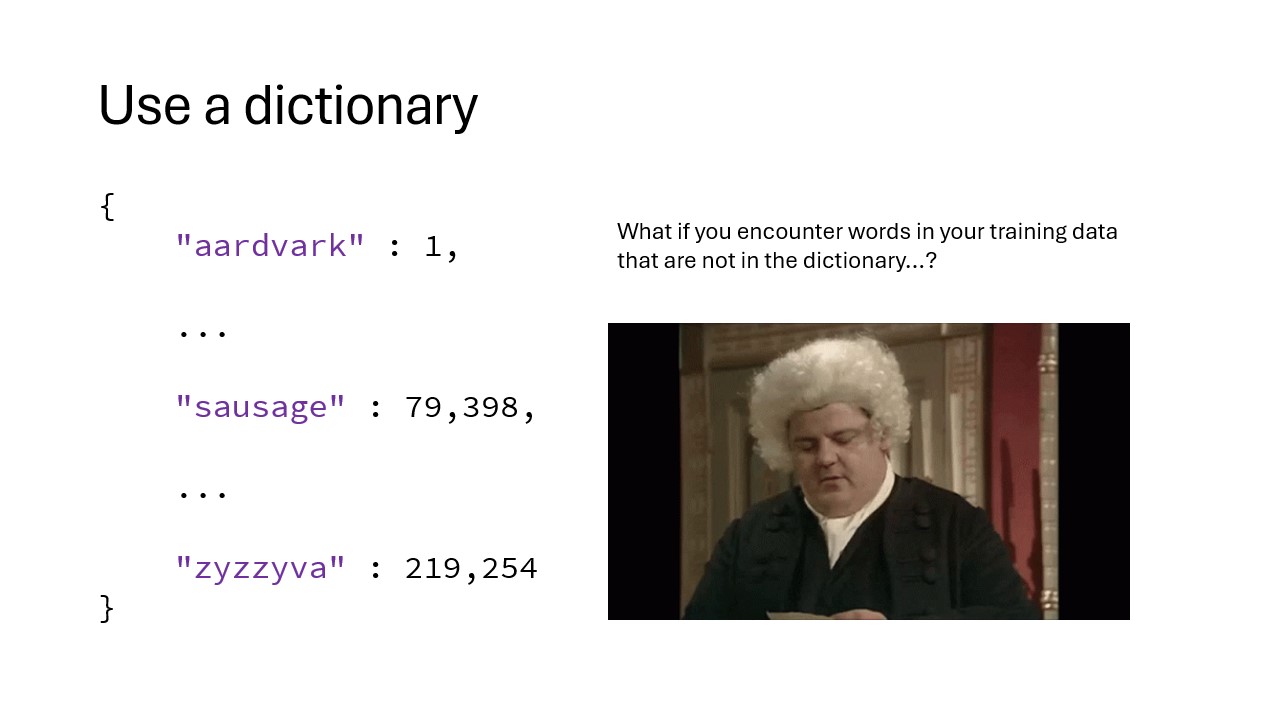 Use a dictionary
{
"aardvark" : 1,
...
"sausage" : 79,398,
...
"zyzzyva" : 219,254
}
What if you encounter words in your training data
that are not in the dictionary...?